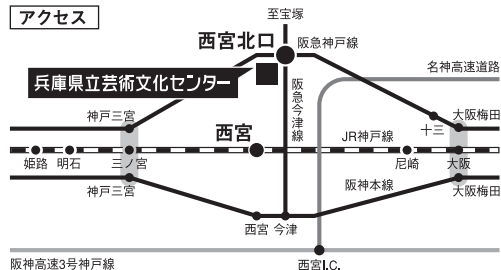 アクセス
至宝塚
西宮北口
阪急神戸線
兵庫県立芸術文化センター
名神高速道路
阪急今津線
神戸三宮
十三
大阪梅田
西宮
JR神戸線
姫路
明石
三ノ宮
尼崎
大阪
神戸三宮
阪神本線
大阪梅田
西宮
今津
阪神高速3号神戸線
西宮I.C.